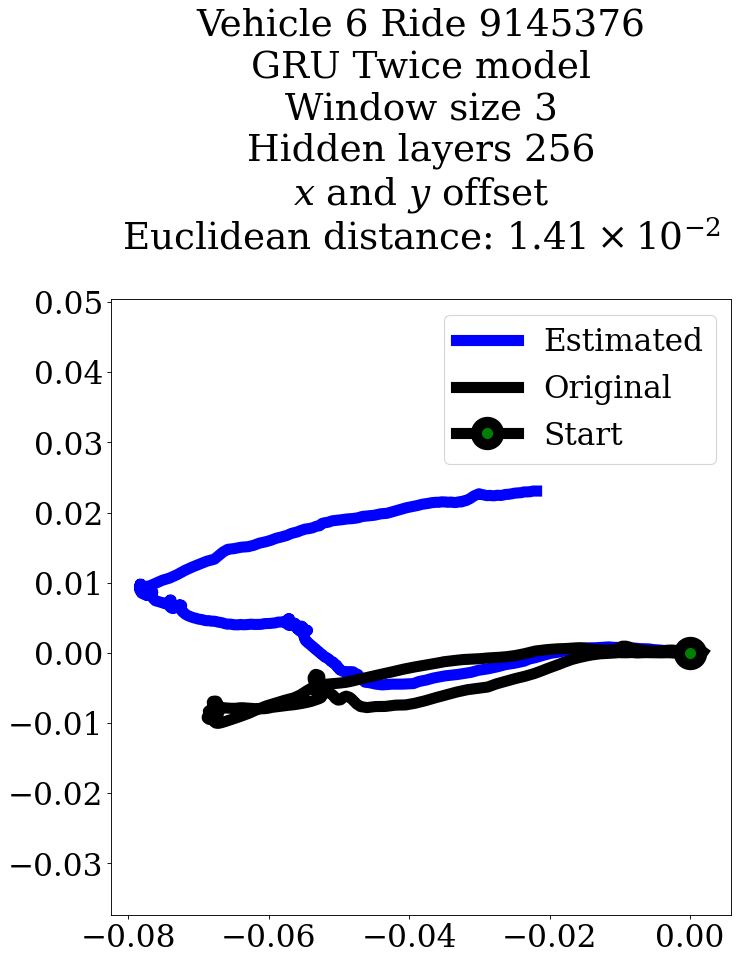 Vehicle 6 Ride 9145376
GRU Twice model
Window size 3
Hidden layers 256
x and y offset
Euclidean distance: 1.41 × 10⁻²
0.05
0.04
0.03
0.02
0.01
0.00
−0.01
−0.02
−0.03
Estimated
Original
Start
−0.08 −0.06 −0.04 −0.02 0.00